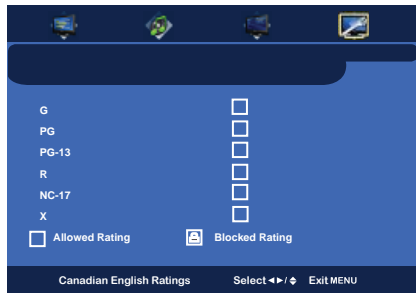 G
PG
PG-13
R
NC-17
X
Allowed Rating Blocked Rating
Canadian English Ratings Select ◄►/♦ Exit MENU